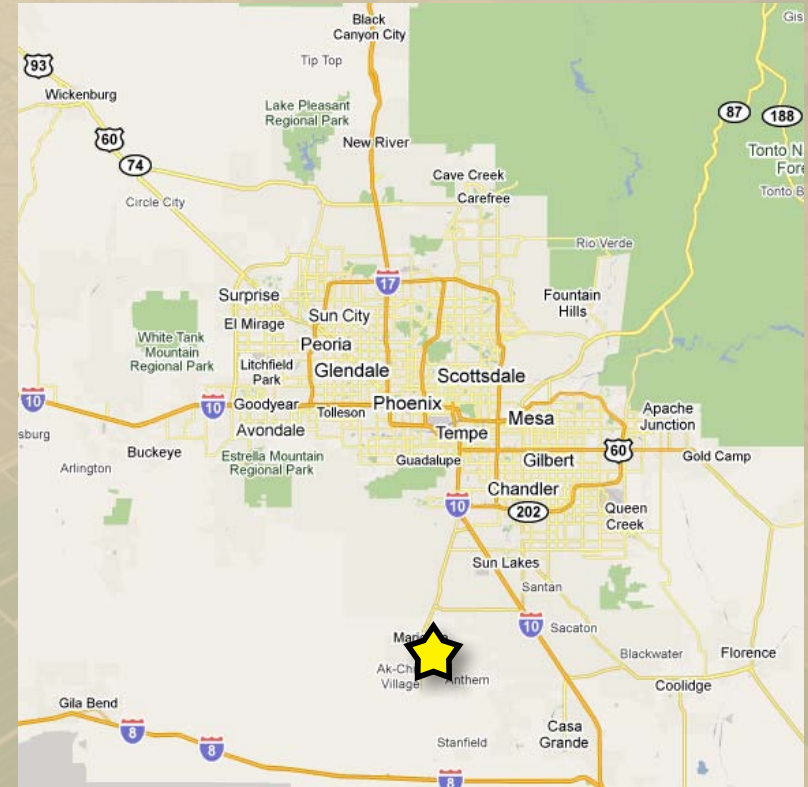 Black
Canyon City
Gis
93
Tip Top
Wickenburg
Lake Pleasant
Regional Park
87
188
60
New River
Tonto N
Fore
74
Cave Creek
Carefree
Tonto B
Circle City
Rio Verde
17
Surprise
Fountain
Hills
Sun City
El Mirage
White Tank
Mountain
Regional Park
Peoria
Litchfield
Park
Glendale
Scottsdale
10
10
Goodyear
Tolleson
Phoenix
Mesa
Apache
Junction
Avondale
Tempe
sburg
Buckeye
Estrella Mountain
Regional Park
Guadalupe
Gilbert
60
Gold Camp
Arlington
Chandler
10
202
Queen
Creek
Sun Lakes
Santan
10
Sacaton
Blackwater
Florence
Ak-Ch
Village
Anthem
Coolidge
Gila Bend
8
8
Casa
Grande
Stanfield
8